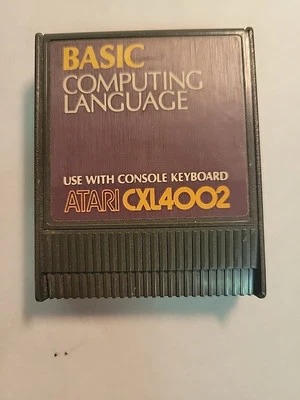 BASIC
COMPUTING
LANGUAGE
USE WITH CONSOLE KEYBOARD
ATARI CXL4002